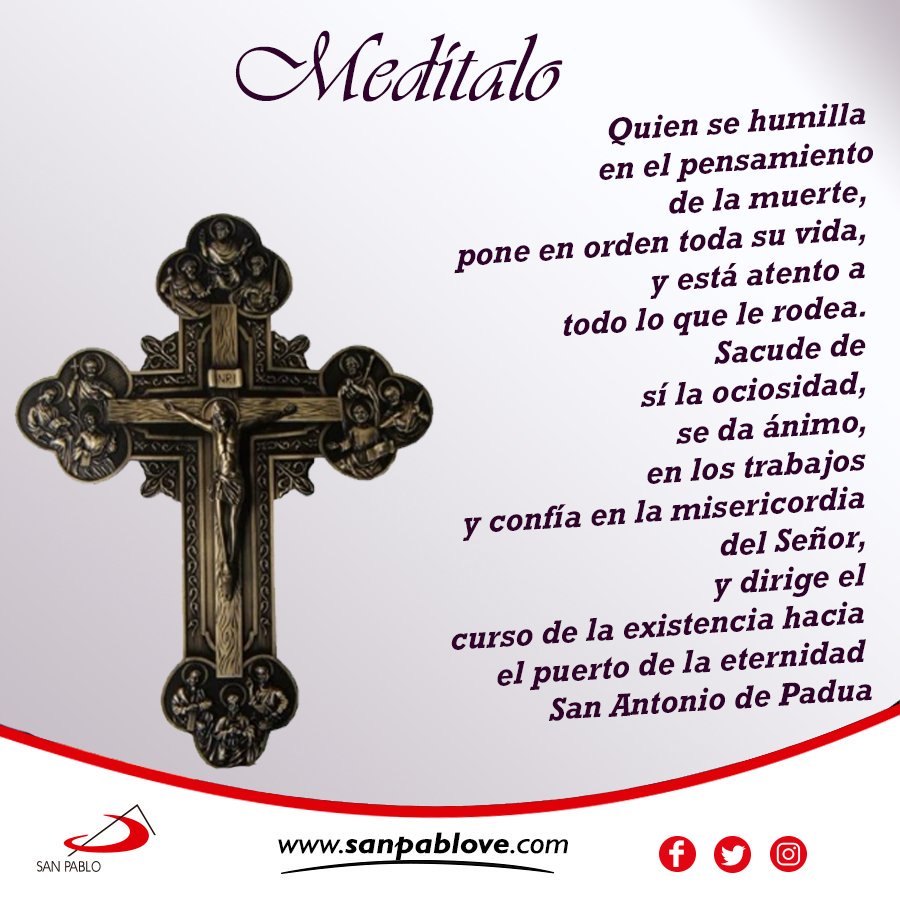 Medítalo
Quien se humilla
en el pensamiento
de la muerte,
pone en orden toda su vida,
y está atento a
todo lo que le rodea.
Sacude de
sí la ociosidad,
se da ánimo,
en los trabajos
y confía en la misericordia
del Señor,
y dirige el
curso de la existencia hacia
el puerto de la eternidad
San Antonio de Padua
INRI
SAN PABLO
www.sanpablove.com